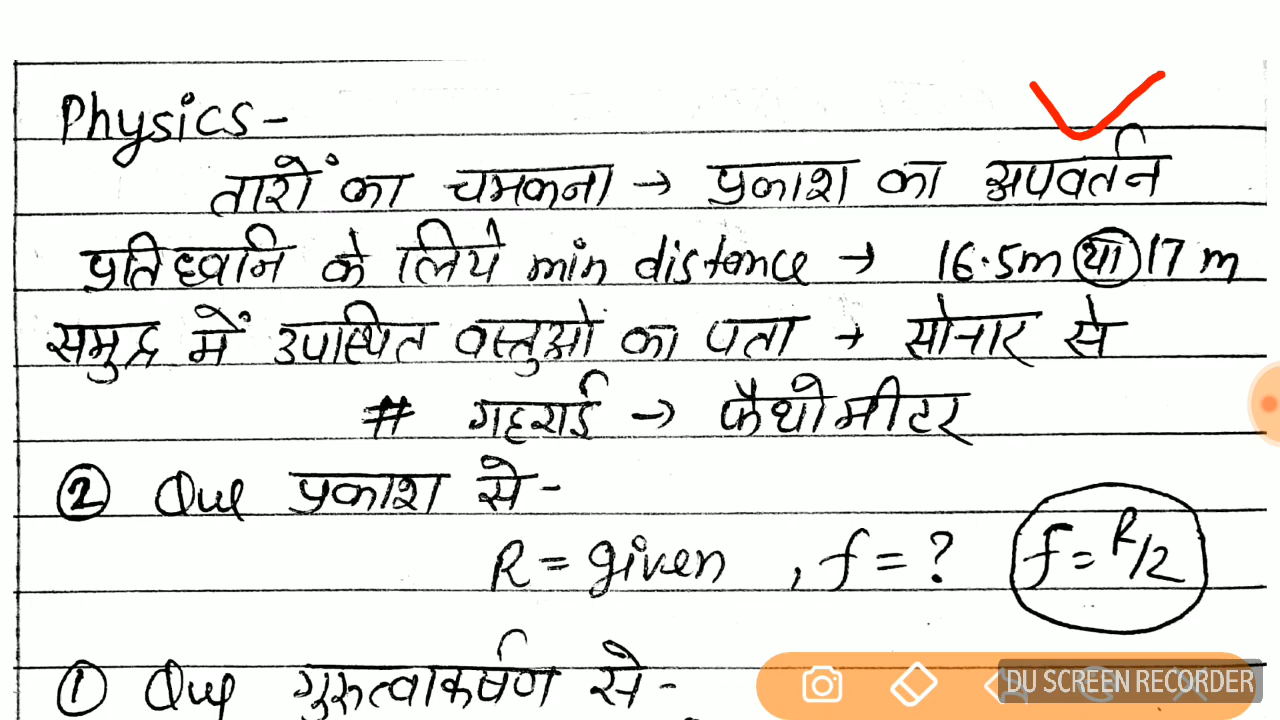 Physics-
तारों का चमकना → प्रकाश का अपवर्तन
प्रतिध्वनि के लिये min distance → 16.5m या 17 m
समुद्र में उपस्थित वस्तुओं का पता → सोनार से
# गहराई → फैथोमीटर
② Que प्रकाश से -
R = given , f = ? f = R/2
① Que गुरुत्वाकर्षण से -
DU SCREEN RECORDER